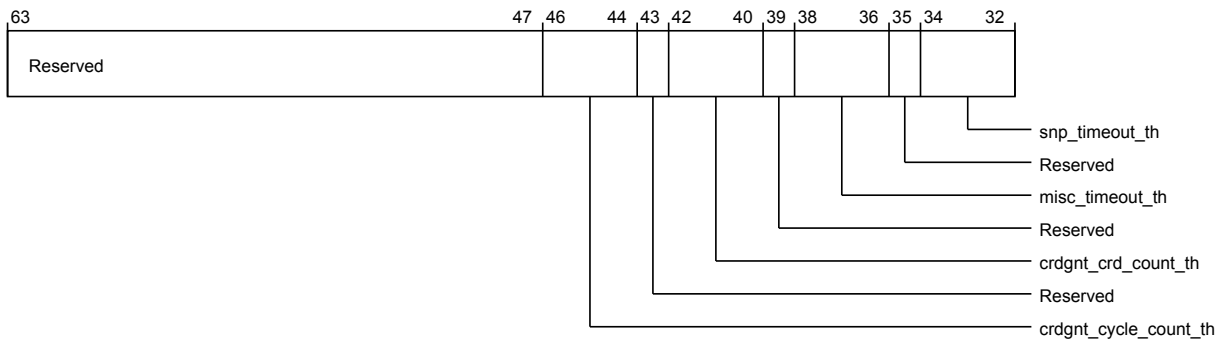 63 47 46 44 43 42 40 39 38 36 35 34 32
Reserved
snp_timeout_th
Reserved
misc_timeout_th
Reserved
crdgnt_crd_count_th
Reserved
crdgnt_cycle_count_th